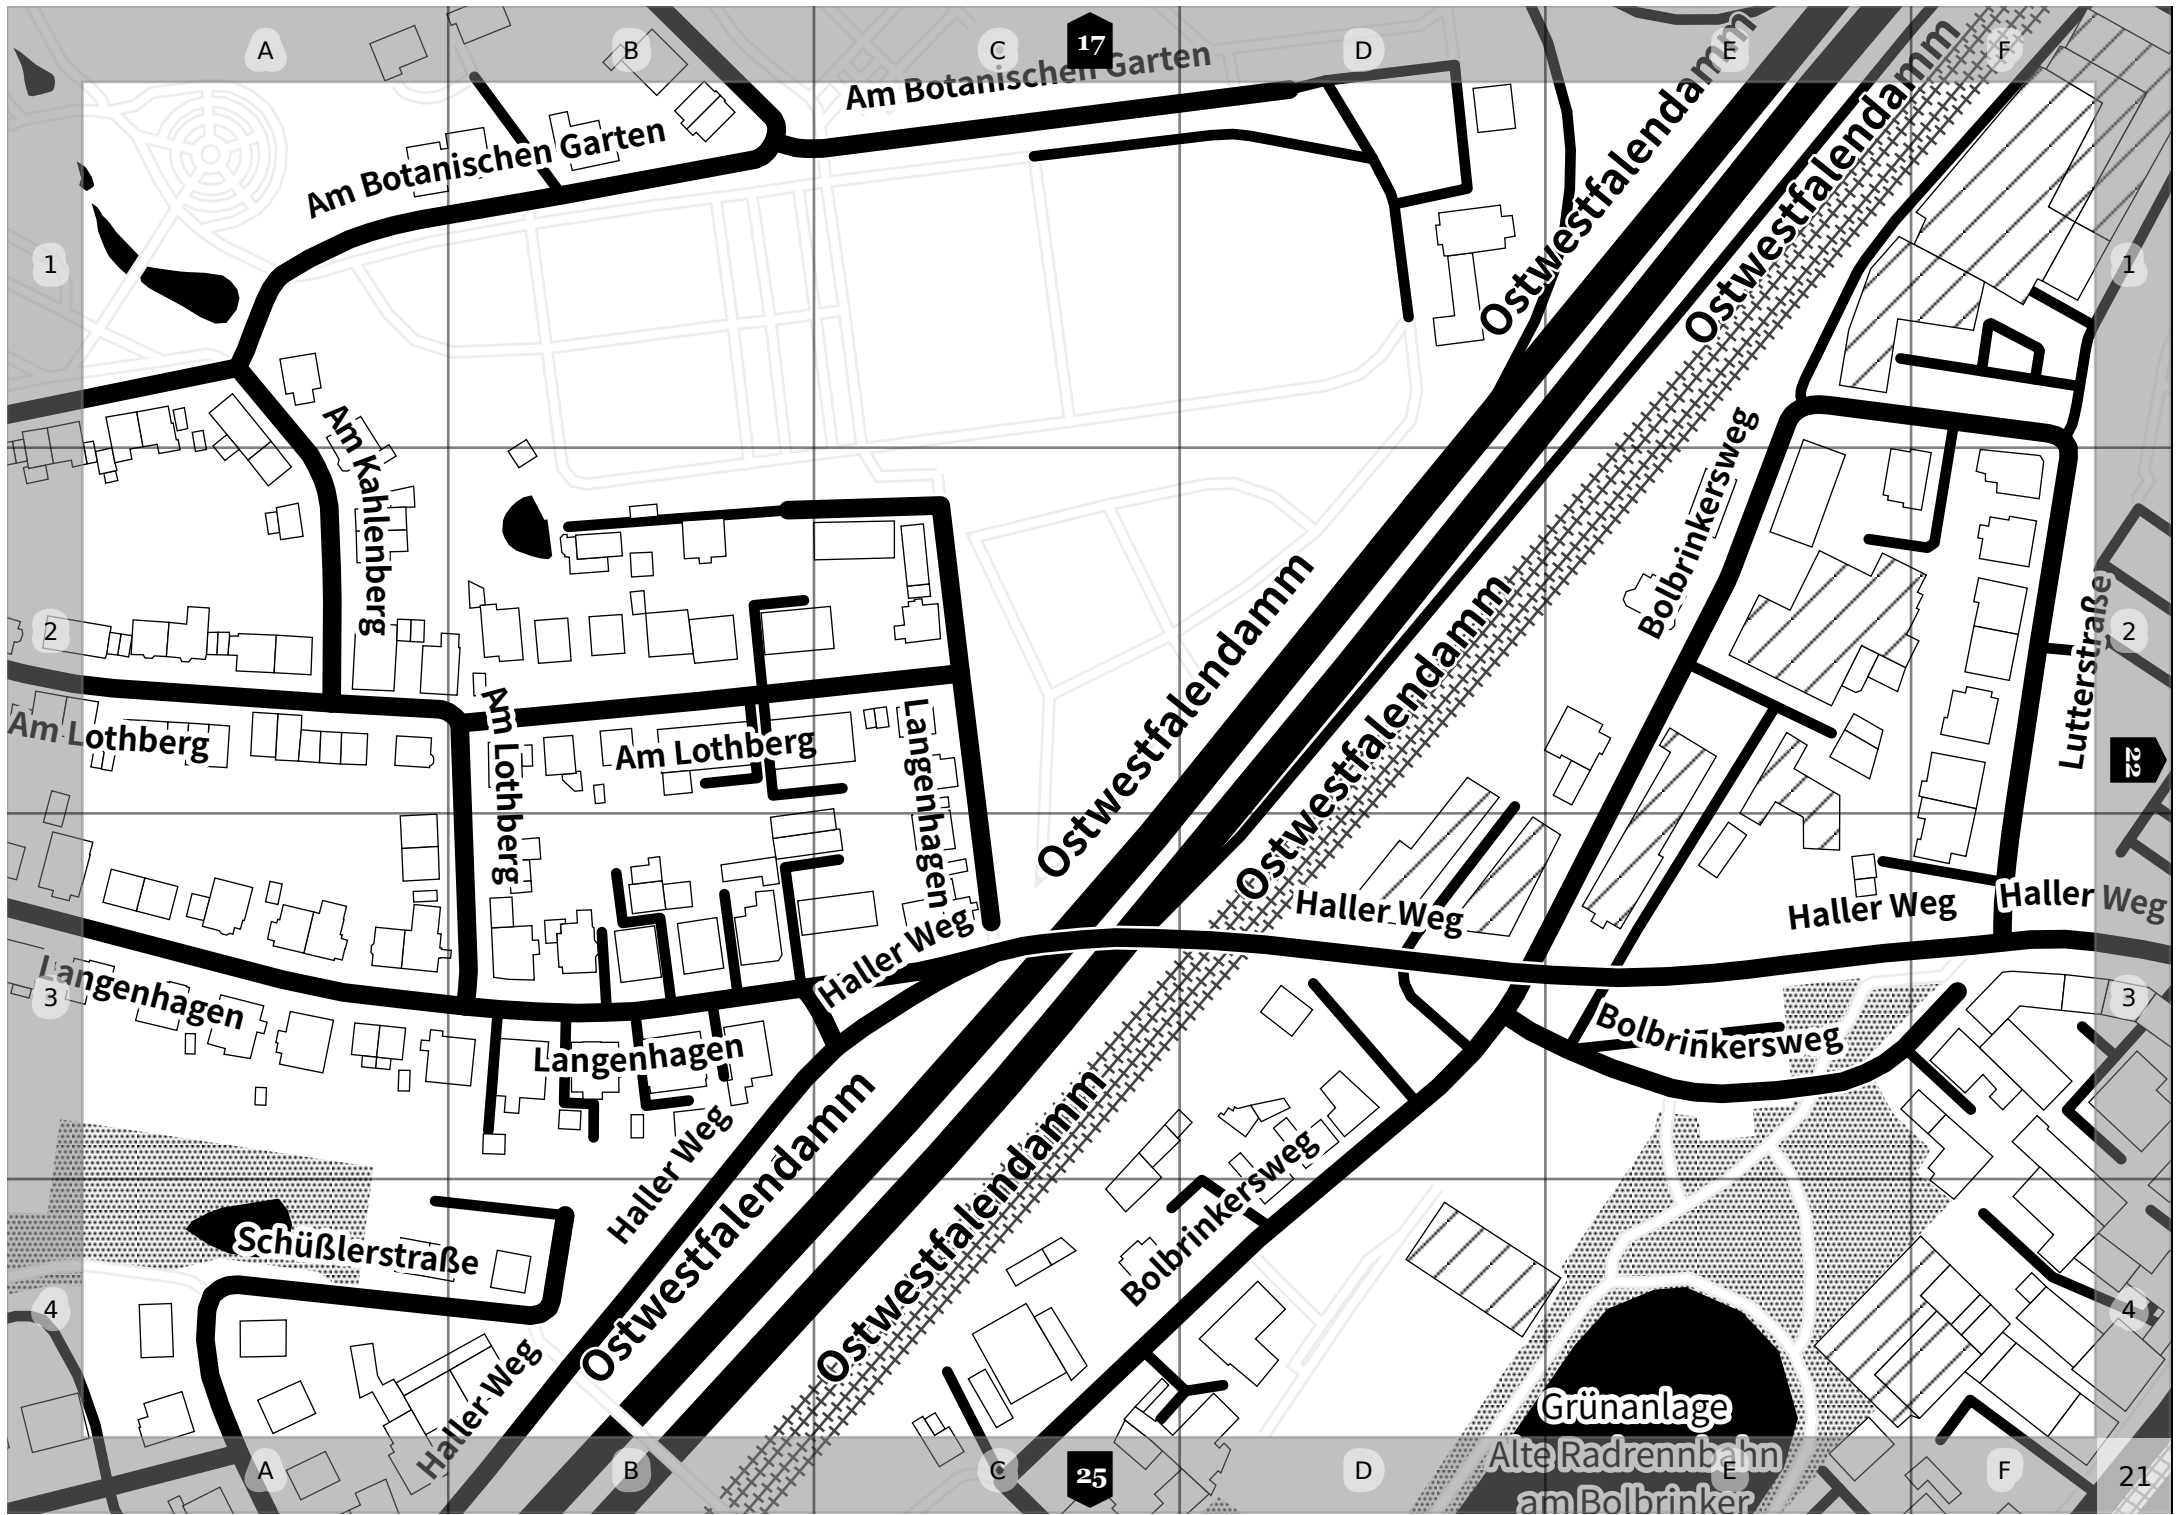 A
B
C
17
D
E
F
Am Botanischen Garten
Am Botanischen Garten
Ostwestfalendamm
Ostwestfalendamm
1
1
Am Kahlenberg
Bolbrinkersweg
2
2
Am Lothberg
Am Lothberg
Am Lothberg
Langenhagen
Ostwestfalendamm
Ostwestfalendamm
Lutterstraße
22
Haller Weg
Haller Weg
Haller Weg
Haller Weg
Langenhagen
Langenhagen
3
3
Bolbrinkersweg
Haller Weg
Ostwestfalendamm
Ostwestfalendamm
Bolbrinkersweg
Schüßlerstraße
4
4
Haller Weg
Grünanlage
Alte Radrennbahn
am Bolbrinker
A
B
C
25
D
E
F
21